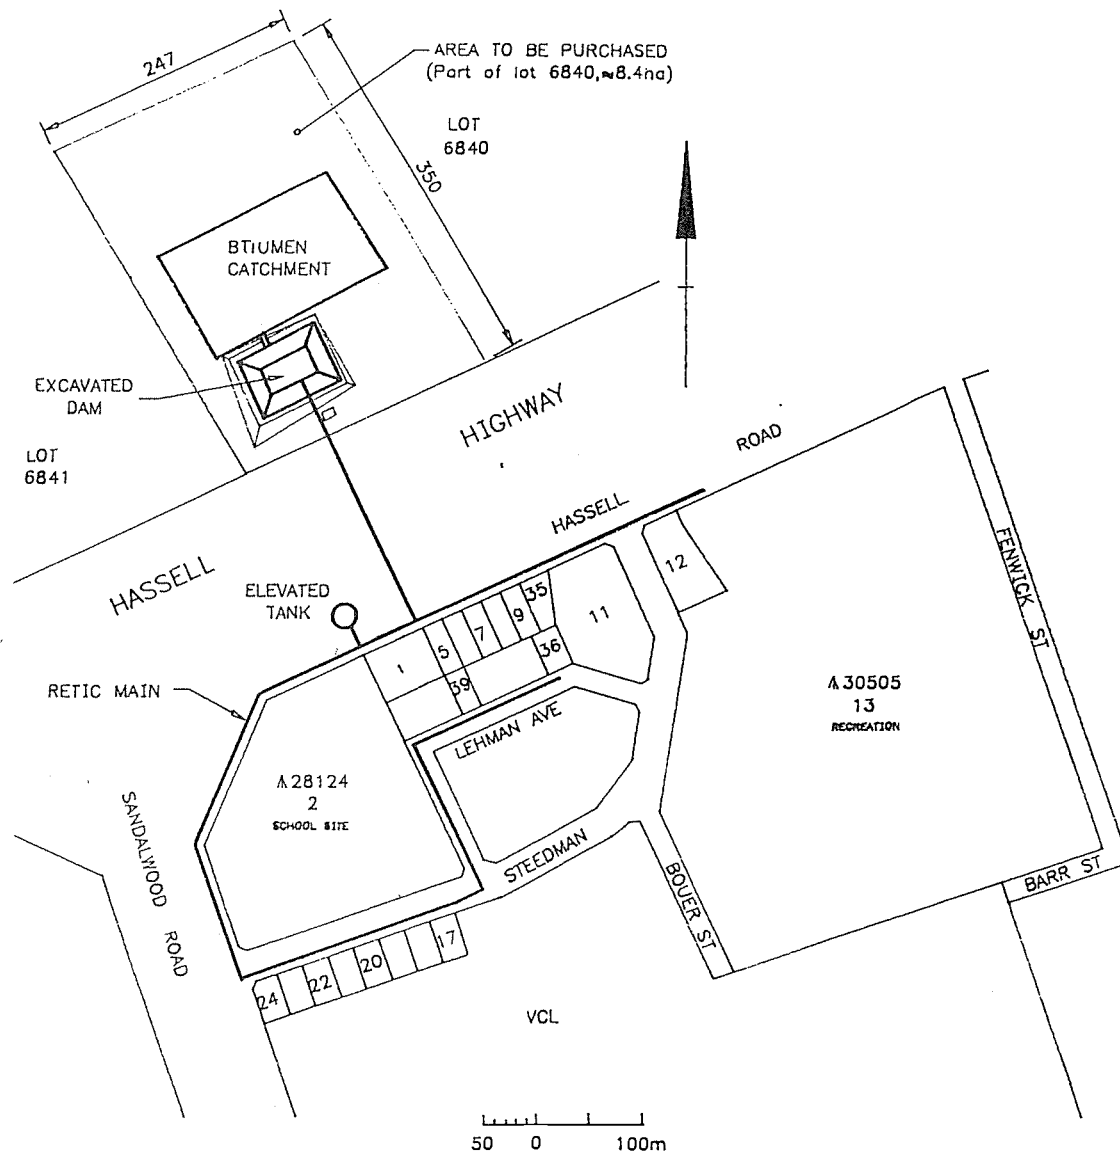 247
AREA TO BE PURCHASED
(Part of lot 6840,≈8.4ha)
LOT
6840
350
BTIUMEN
CATCHMENT
EXCAVATED
DAM
LOT
6841
HIGHWAY
ROAD
HASSELL
HASSELL
ELEVATED
TANK
12
35
9
7
5
11
1
36
39
FENWICK ST
RETIC MAIN
LEHMAN AVE
30505
13
RECREATION
28124
2
SCHOOL SITE
SANDALWOOD ROAD
STEEDMAN
BOUER ST
BARR ST
17
20
22
24
VCL
50 0 100m